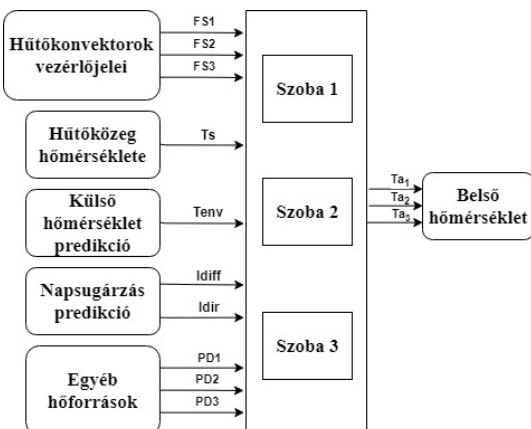 Hűtőkonvektorok
vezérlőjelei
FS1
FS2
FS3
Szoba 1
Hűtőközeg
hőmérséklete
Ts
Külső
hőmérséklet
predikció
Tenv
Szoba 2
Ta1
Ta2
Ta3
Belső
hőmérséklet
Napsugárzás
predikció
Idiff
Idir
Szoba 3
Egyéb
hőforrások
PD1
PD2
PD3